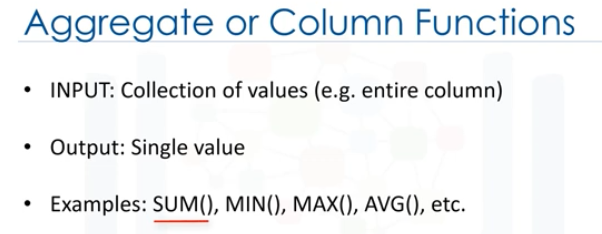 Aggregate or Column Functions
• INPUT: Collection of values (e.g. entire column)
• Output: Single value
• Examples: SUM(), MIN(), MAX(), AVG(), etc.